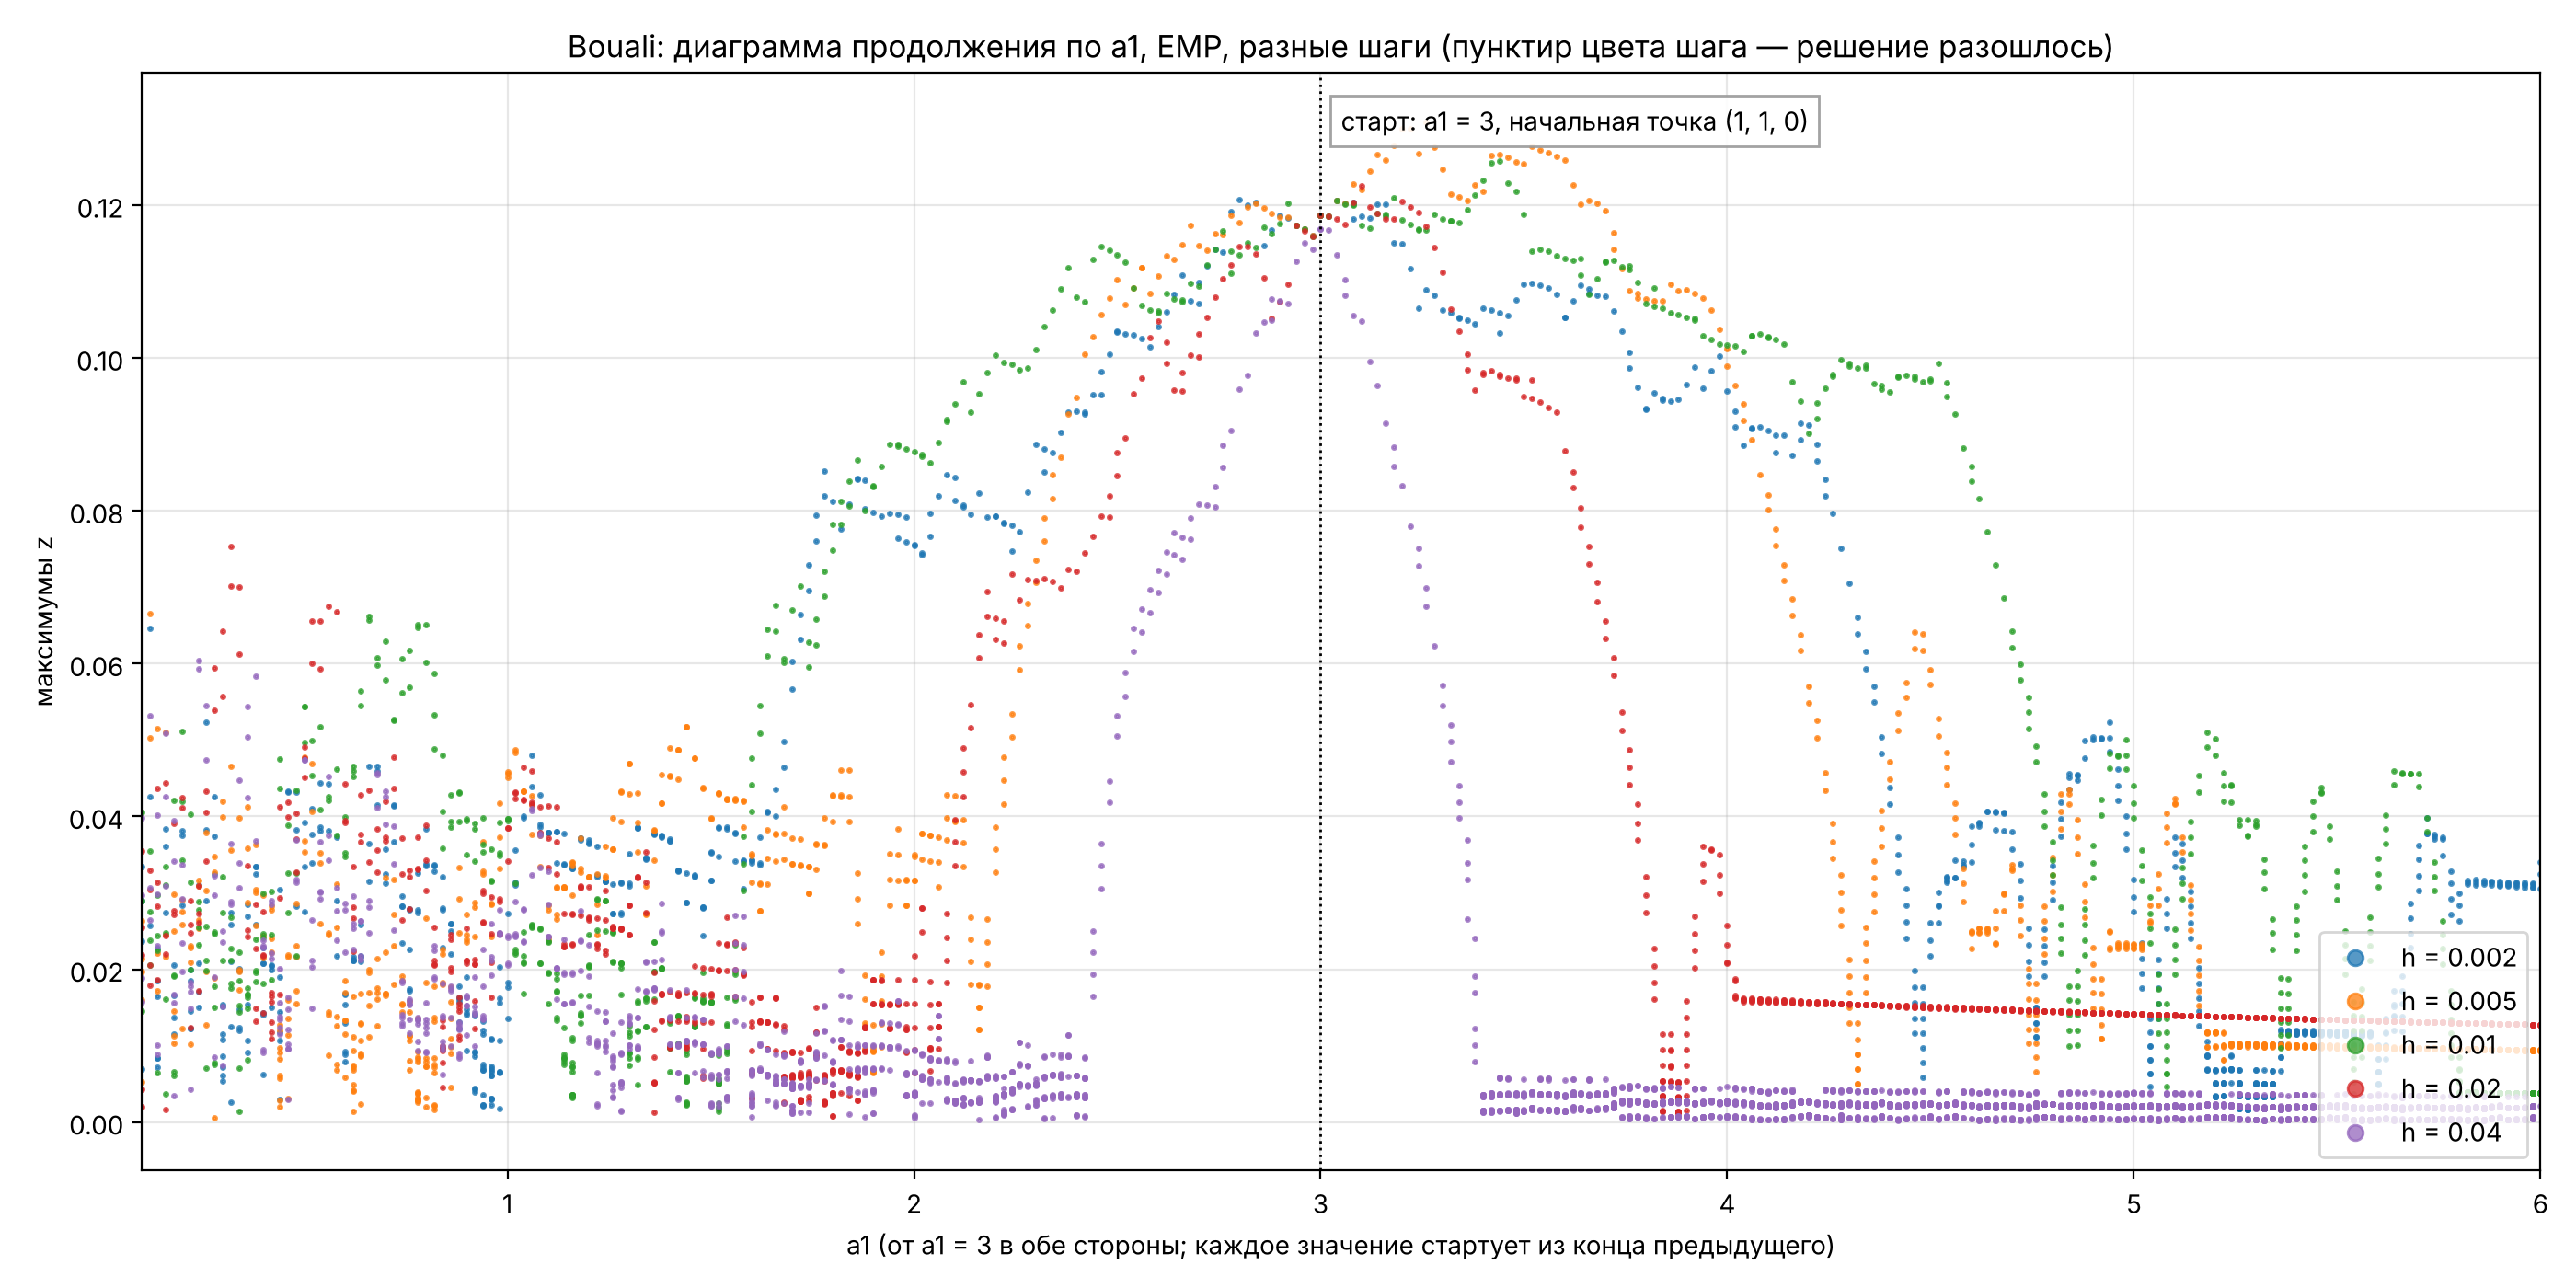 Bouali: диаграмма продолжения по a1, EMP, разные шаги (пунктир цвета шага — решение разошлось)
старт: a1 = 3, начальная точка (1, 1, 0)
максимумы z
0.12
0.10
0.08
0.06
0.04
0.02
0.00
h = 0.002
h = 0.005
h = 0.01
h = 0.02
h = 0.04
1
2
3
4
5
6
a1 (от a1 = 3 в обе стороны; каждое значение стартует из конца предыдущего)